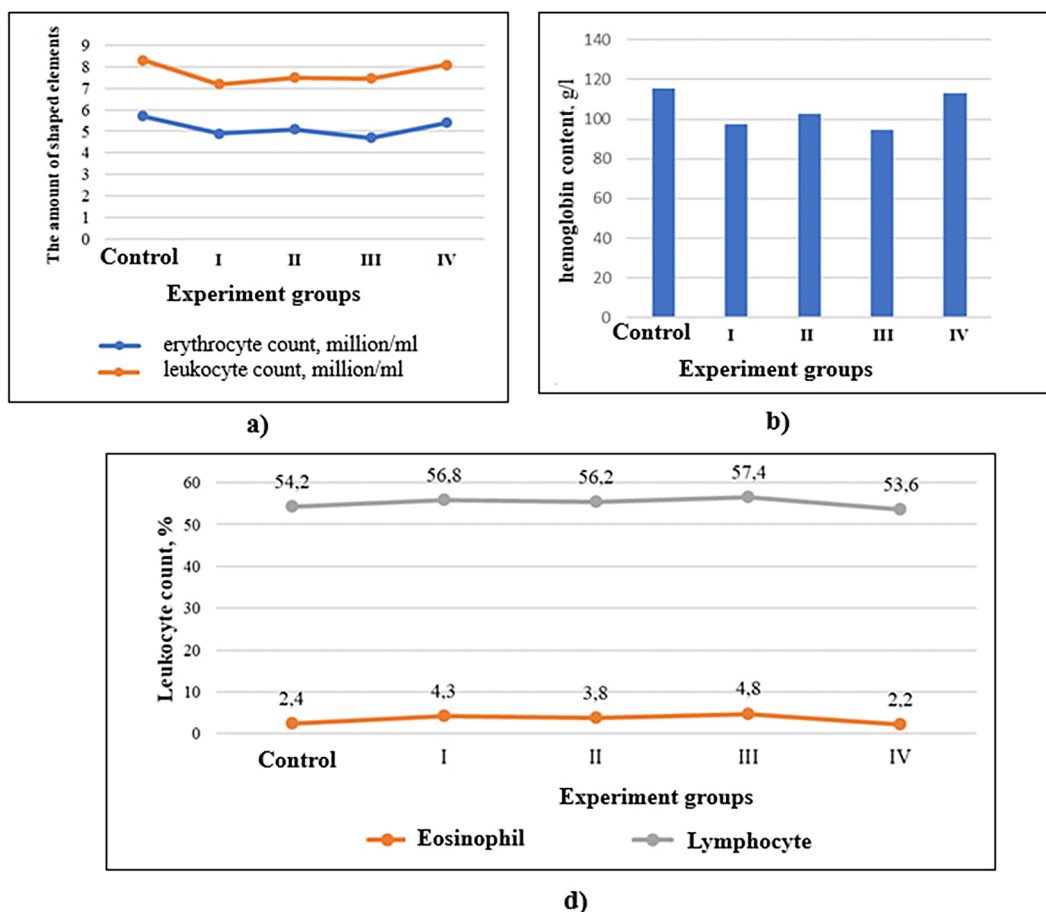 The amount of shaped elements
9
8
7
6
5
4
3
2
1
0
Control I II III IV
Experiment groups
erythrocyte count, million/ml
leukocyte count, million/ml
a)
hemoglobin content, g/l
140
120
100
80
60
40
20
0
Control I II III IV
Experiment groups
b)
Leukocyte count, %
60
50
40
30
20
10
0
54,2 56,8 56,2 57,4 53,6
2,4 4,3 3,8 4,8 2,2
Control I II III IV
Experiment groups
Eosinophil Lymphocyte
d)